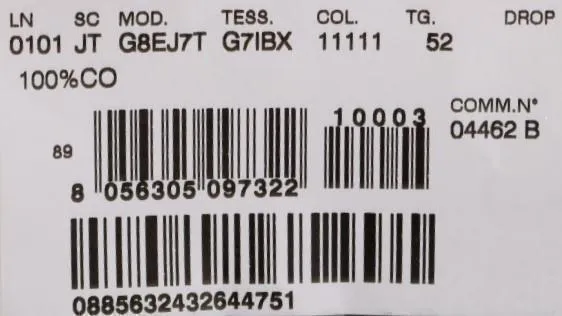 LN SC MOD. TESS. COL. TG. DROP
0101 JT G8EJ7T G7IBX 11111 52
100%CO
10003
COMM.N°
04462 B
89
8 056305 097322
0885632432644751